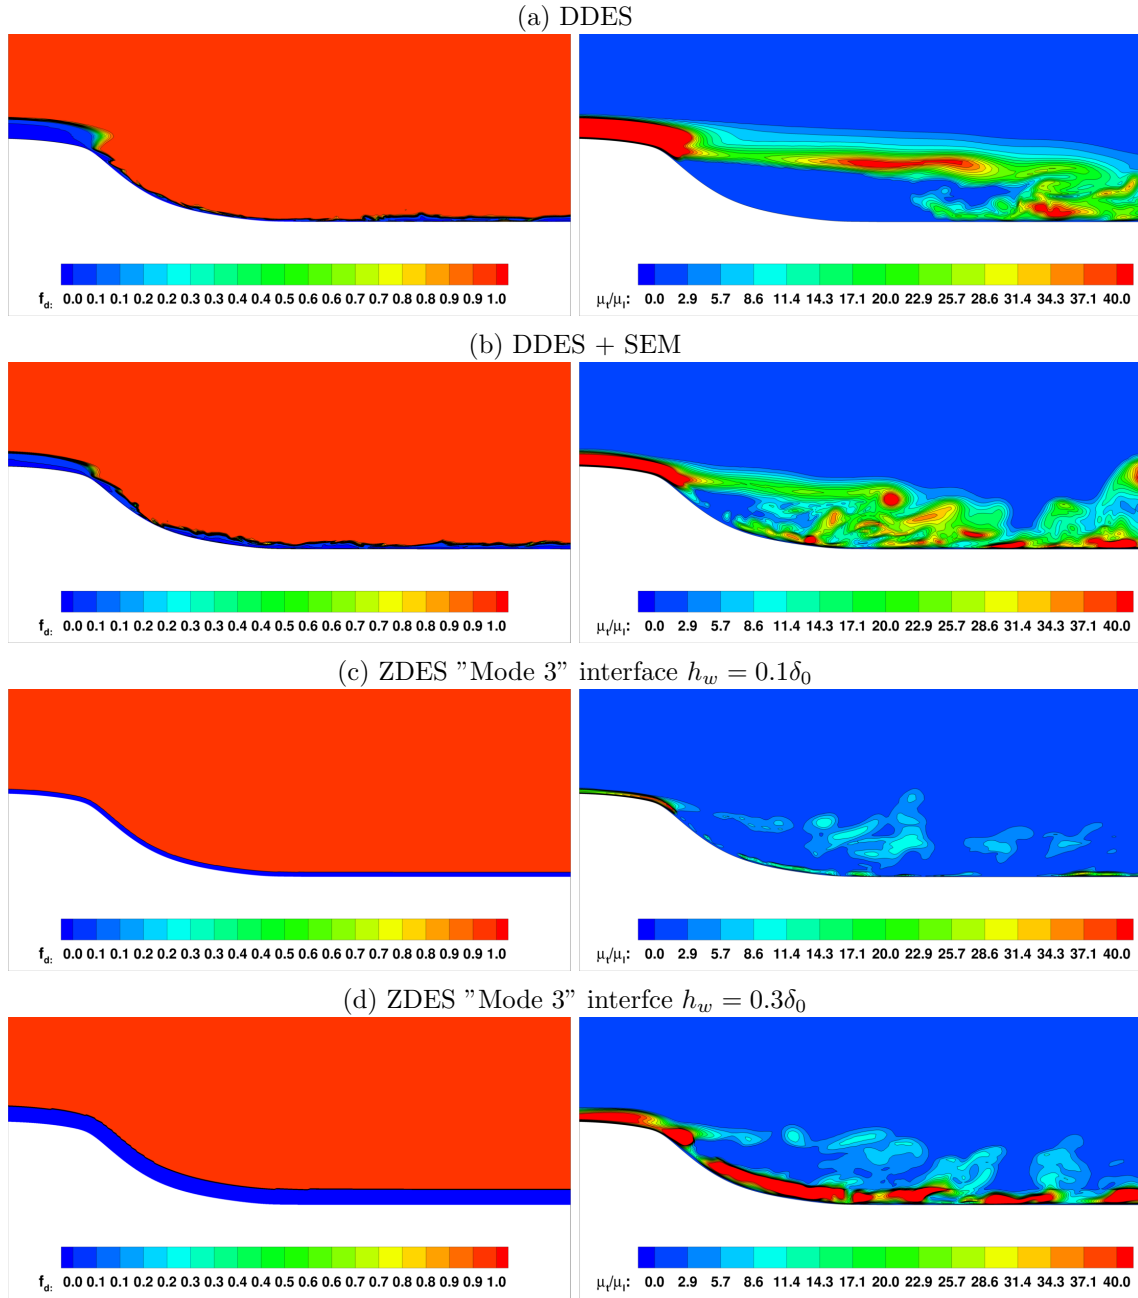 (a) DDES
f_d: 0.0 0.1 0.1 0.2 0.2 0.3 0.3 0.4 0.4 0.5 0.6 0.6 0.7 0.7 0.8 0.8 0.9 0.9 1.0
μ_t/μ_l: 0.0 2.9 5.7 8.6 11.4 14.3 17.1 20.0 22.9 25.7 28.6 31.4 34.3 37.1 40.0
(b) DDES + SEM
f_d: 0.0 0.1 0.1 0.2 0.2 0.3 0.3 0.4 0.4 0.5 0.6 0.6 0.7 0.7 0.8 0.8 0.9 0.9 1.0
μ_t/μ_l: 0.0 2.9 5.7 8.6 11.4 14.3 17.1 20.0 22.9 25.7 28.6 31.4 34.3 37.1 40.0
(c) ZDES ”Mode 3” interface h_w = 0.1δ_0
f_d: 0.0 0.1 0.1 0.2 0.2 0.3 0.3 0.4 0.4 0.5 0.6 0.6 0.7 0.7 0.8 0.8 0.9 0.9 1.0
μ_t/μ_l: 0.0 2.9 5.7 8.6 11.4 14.3 17.1 20.0 22.9 25.7 28.6 31.4 34.3 37.1 40.0
(d) ZDES ”Mode 3” interfce h_w = 0.3δ_0
f_d: 0.0 0.1 0.1 0.2 0.2 0.3 0.3 0.4 0.4 0.5 0.6 0.6 0.7 0.7 0.8 0.8 0.9 0.9 1.0
μ_t/μ_l: 0.0 2.9 5.7 8.6 11.4 14.3 17.1 20.0 22.9 25.7 28.6 31.4 34.3 37.1 40.0